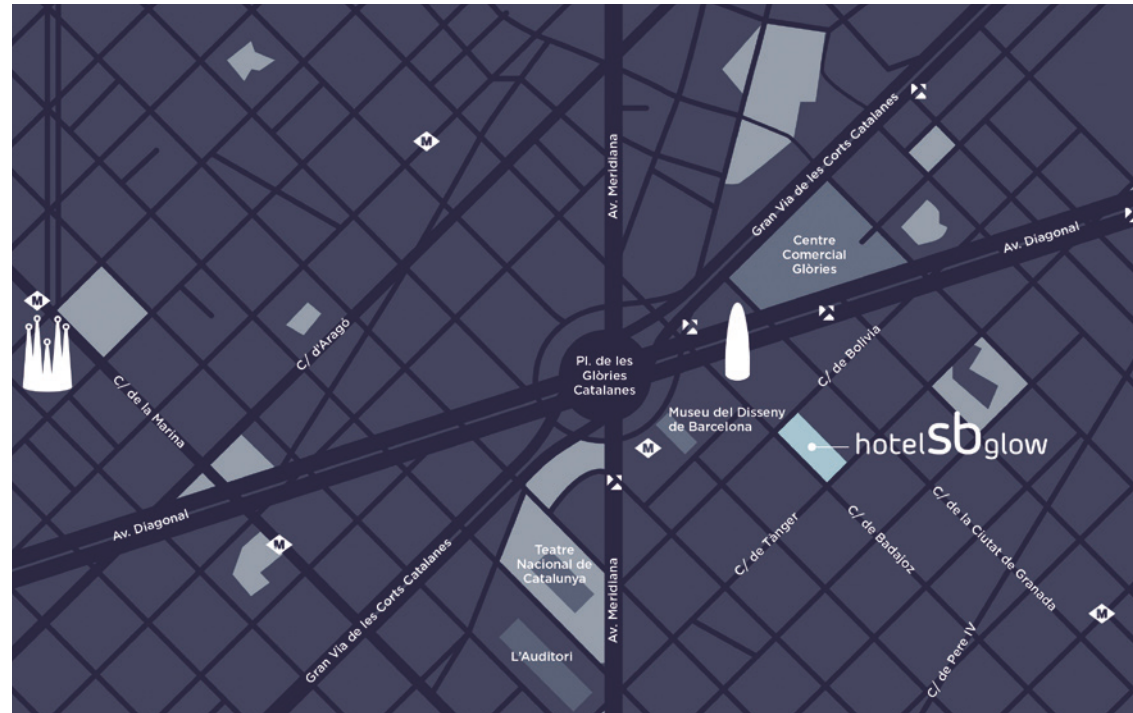 M
Av. Meridiana
Gran Via de les Corts Catalanes
Centre
Comercial
Glòries
Av. Diagonal
M
C/ d'Aragó
C/ de la Marina
Pl. de les
Glòries
Catalanes
C/ de Bolívia
Museu del Disseny
de Barcelona
M
hotelsbglow
Av. Diagonal
M
Gran Via de les Corts Catalanes
Teatre
Nacional de
Catalunya
Av. Meridiana
L'Auditori
C/ de Tànger
C/ de Badajoz
C/ de la Ciutat de Granada
M
C/ de Pere IV